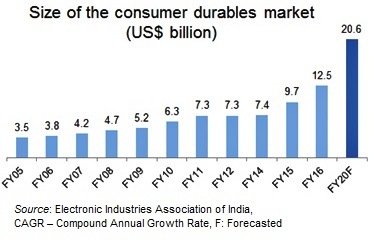 Size of the consumer durables market
(US$ billion)
3.5 3.8 4.2 4.7 5.2 6.3 7.3 7.3 7.4 9.7 12.5 20.6
FY05 FY06 FY07 FY08 FY09 FY10 FY11 FY12 FY14 FY15 FY16 FY20F
Source: Electronic Industries Association of India,
CAGR – Compound Annual Growth Rate, F: Forecasted